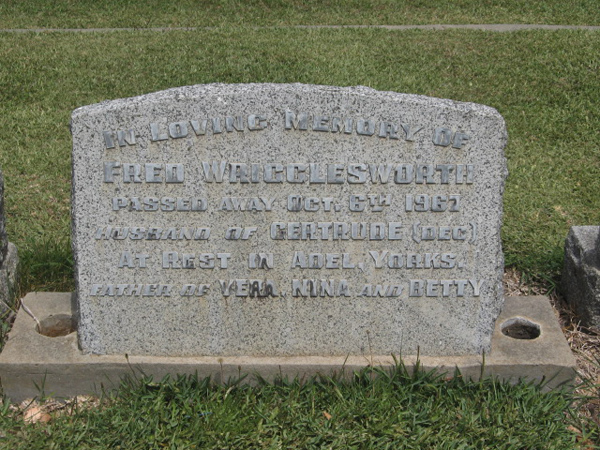 IN LOVING MEMORY OF
FRED WRIGGLESWORTH
PASSED AWAY OCT. 6TH 1967
HUSBAND OF GERTRUDE (DEC)
AT REST IN ADEL, YORKS.
FATHER OF VERA, NINA AND BETTY